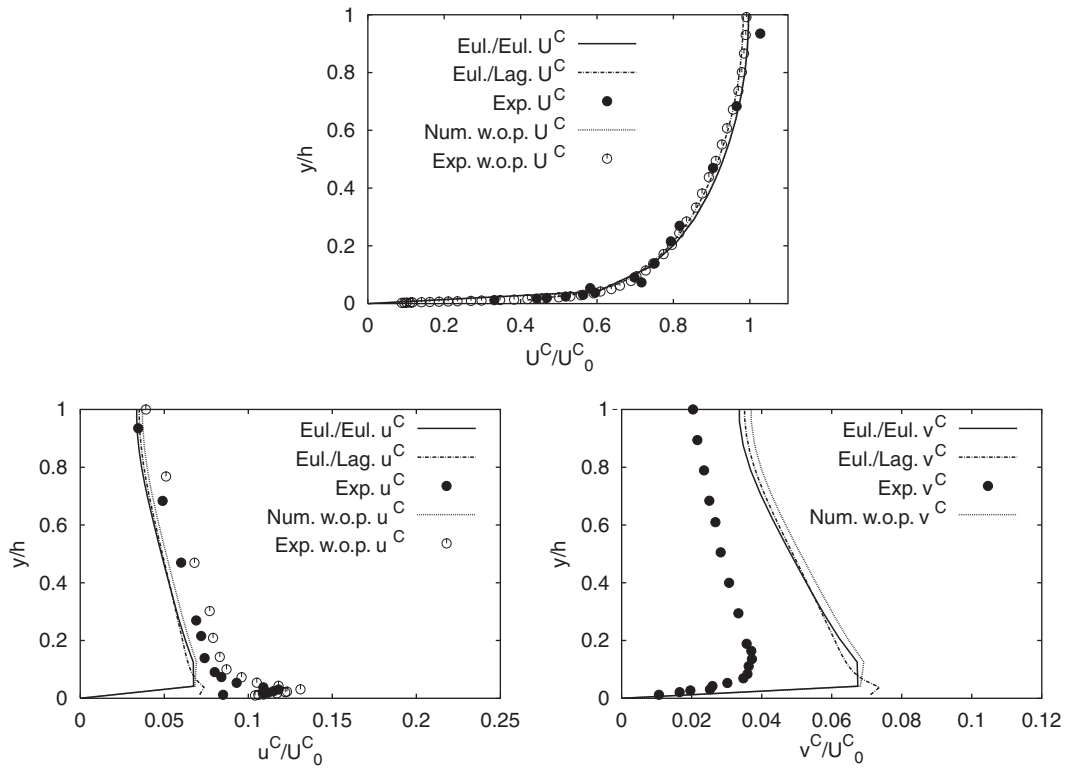 1
0.8
0.6
0.4
0.2
0
y/h
Eul./Eul. U^C
Eul./Lag. U^C
Exp. U^C
Num. w.o.p. U^C
Exp. w.o.p. U^C
0 0.2 0.4 0.6 0.8 1
U^C/U^C_0
1
0.8
0.6
0.4
0.2
0
y/h
Eul./Eul. u^C
Eul./Lag. u^C
Exp. u^C
Num. w.o.p. u^C
Exp. w.o.p. u^C
0 0.05 0.1 0.15 0.2 0.25
u^C/U^C_0
1
0.8
0.6
0.4
0.2
0
y/h
Eul./Eul. v^C
Eul./Lag. v^C
Exp. v^C
Num. w.o.p. v^C
0 0.02 0.04 0.06 0.08 0.1 0.12
v^C/U^C_0